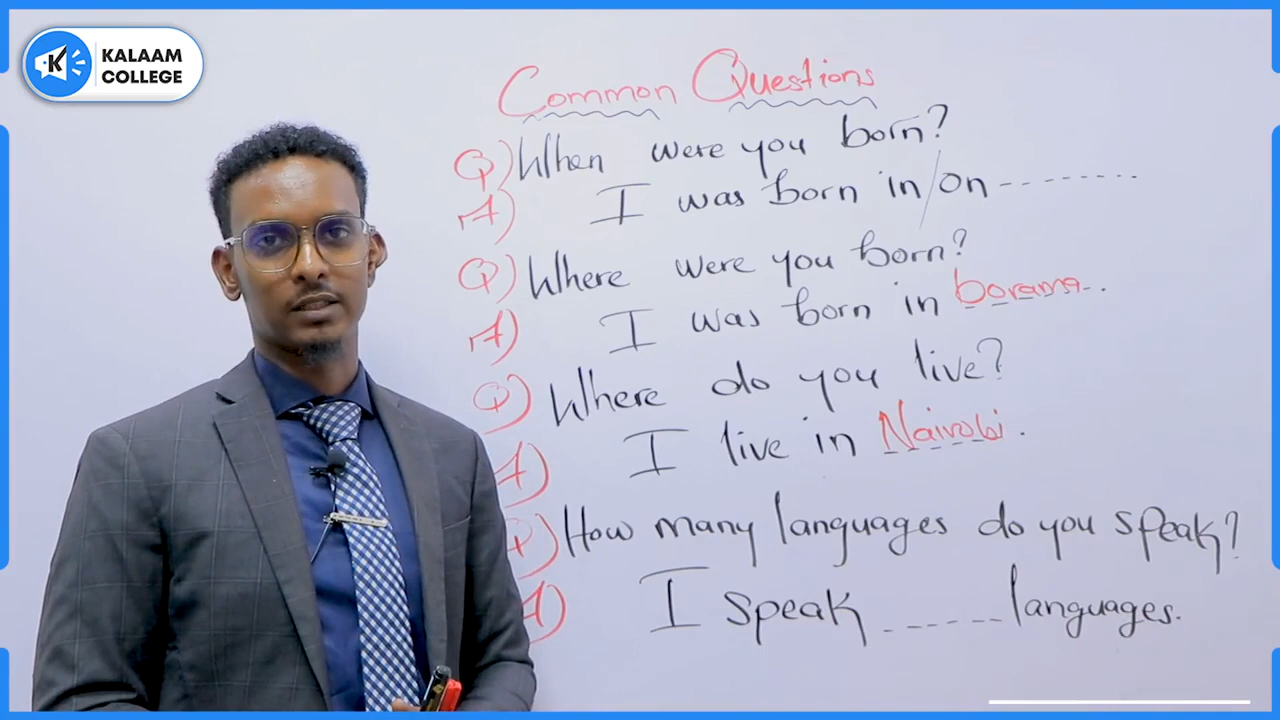 KALAAM
COLLEGE
Common Questions
Q) When were you born?
A) I was born in/on ---------
Q) Where were you born?
A) I was born in borama.
Q) Where do you live?
A) I live in Nairobi.
Q) How many languages do you speak?
A) I speak ------ languages.